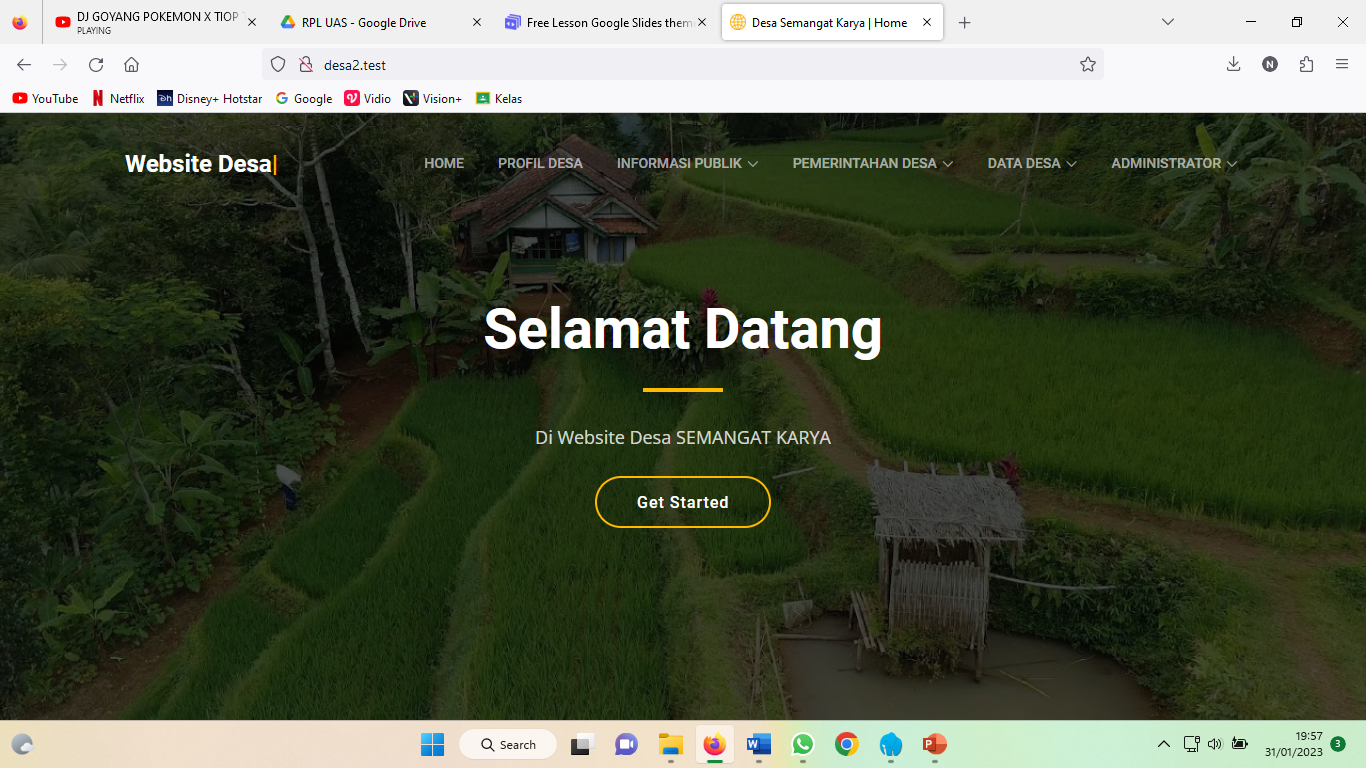 DJ GOYANG POKEMON X TIOP
PLAYING
RPL UAS - Google Drive
Free Lesson Google Slides them
Desa Semangat Karya | Home
desa2.test
N
YouTube
Netflix
Disney+ Hotstar
Google
Vidio
Vision+
Kelas
Website Desa
HOME
PROFIL DESA
INFORMASI PUBLIK
PEMERINTAHAN DESA
DATA DESA
ADMINISTRATOR
Selamat Datang
Di Website Desa SEMANGAT KARYA
Get Started
Search
19:57
31/01/2023
3